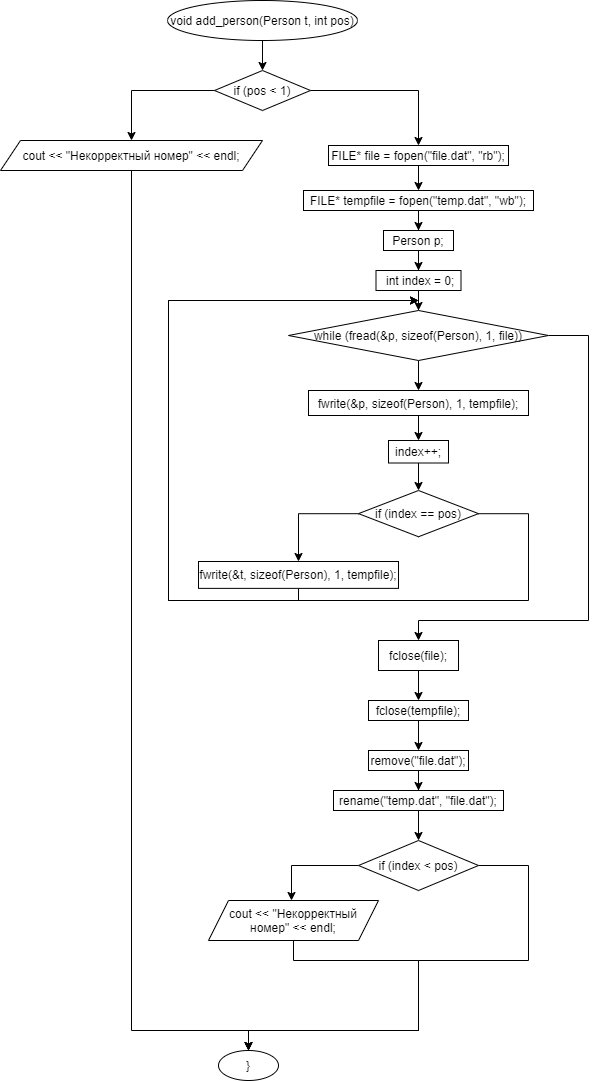 void add_person(Person t, int pos)
if (pos < 1)
cout << "Некорректный номер" << endl;
FILE* file = fopen("file.dat", "rb");
FILE* tempfile = fopen("temp.dat", "wb");
Person p;
int index = 0;
while (fread(&p, sizeof(Person), 1, file))
fwrite(&p, sizeof(Person), 1, tempfile);
index++;
if (index == pos)
fwrite(&t, sizeof(Person), 1, tempfile);
fclose(file);
fclose(tempfile);
remove("file.dat");
rename("temp.dat", "file.dat");
if (index < pos)
cout << "Некорректный
номер" << endl;
}